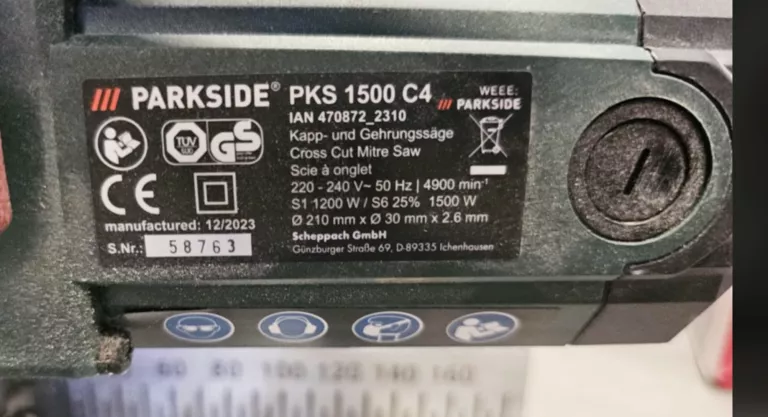 PARKSIDE® PKS 1500 C4
WEEE:
PARKSIDE
IAN 470872_2310
Kapp- und Gehrungssäge
Cross Cut Mitre Saw
Scie à onglet
220 - 240 V~ 50 Hz | 4900 min⁻¹
S1 1200 W / S6 25% 1500 W
Ø 210 mm x Ø 30 mm x 2.6 mm
Scheppach GmbH
Günzburger Straße 69, D-89335 Ichenhausen
TÜV
SÜD
GS
CE
manufactured: 12/2023
S.Nr.: 58763
60 80 100 120 140 160